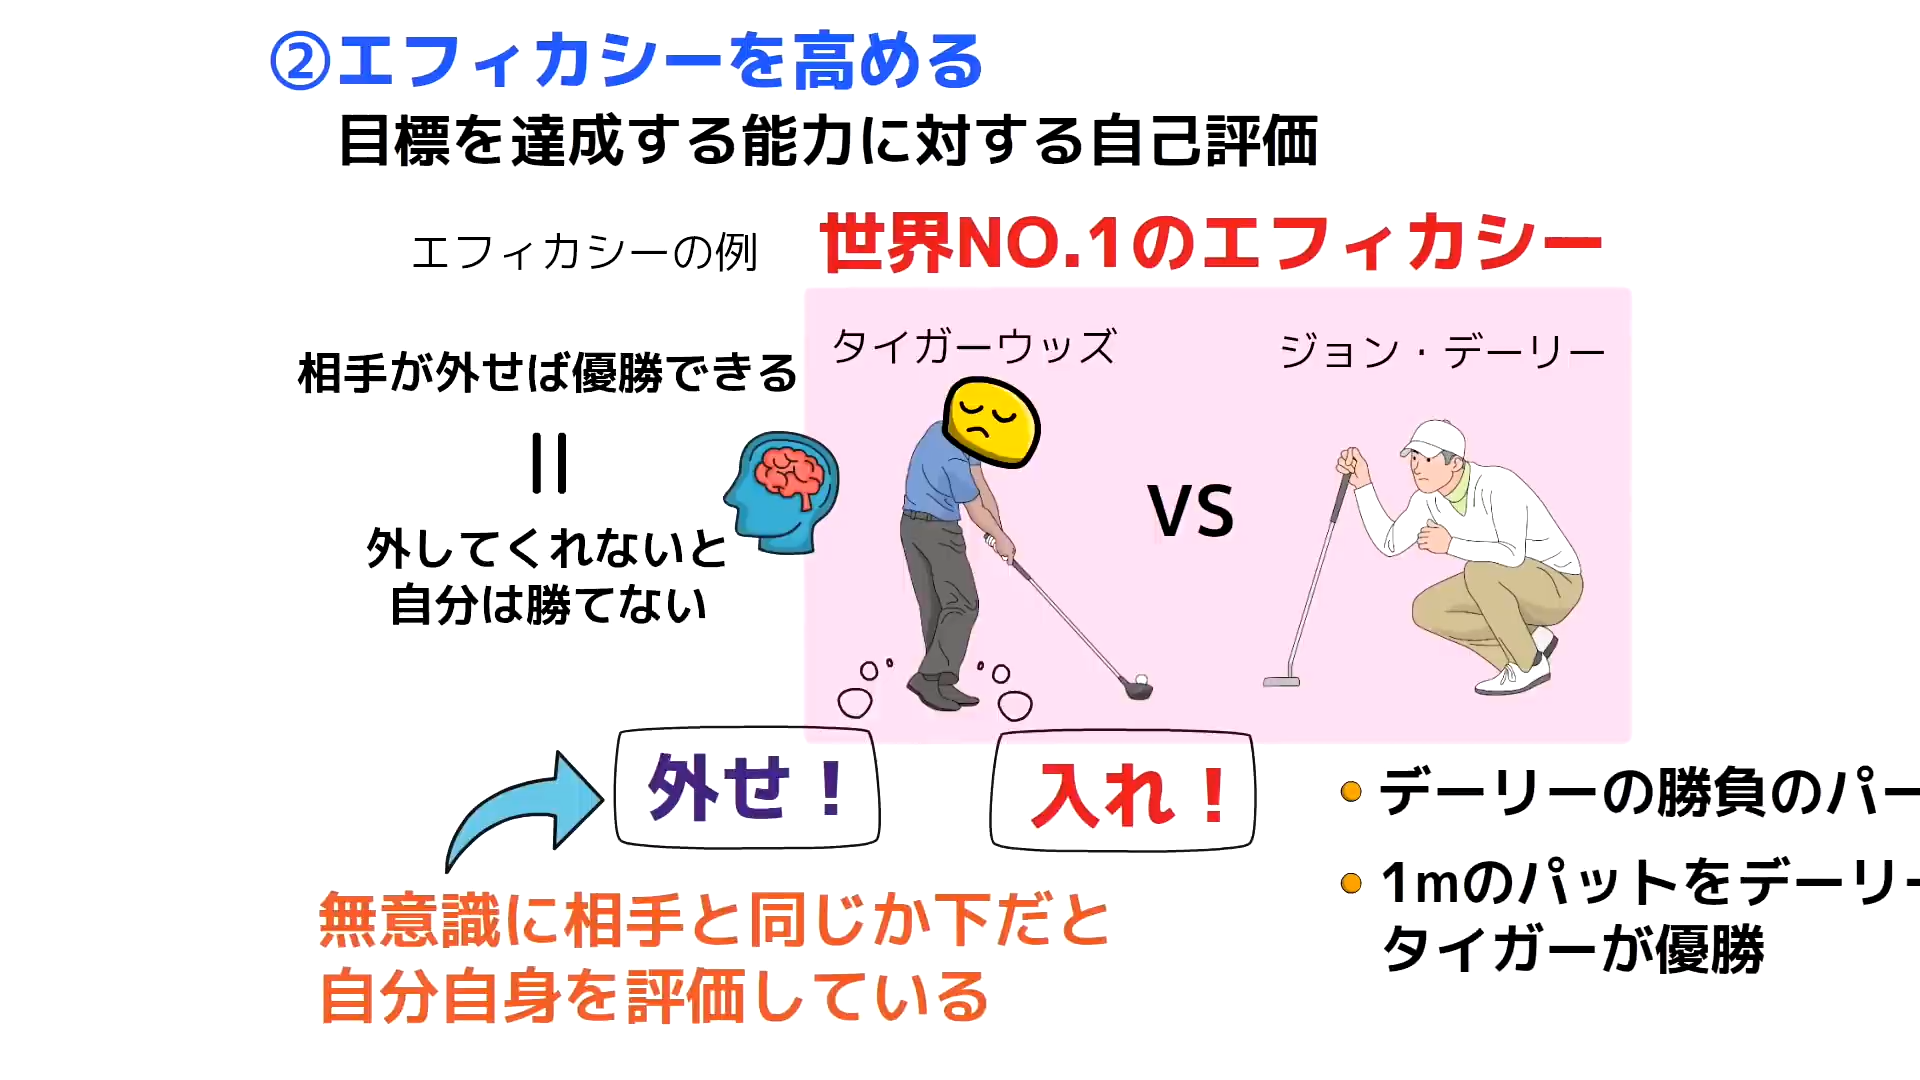 ②エフィカシーを高める
目標を達成する能力に対する自己評価
エフィカシーの例
世界NO.1のエフィカシー
相手が外せば優勝できる
||
外してくれないと
自分は勝てない
タイガーウッズ
VS
ジョン・デーリー
外せ！
入れ！
無意識に相手と同じか下だと
自分自身を評価している
デーリーの勝負のパー
1mのパットをデーリー
タイガーが優勝